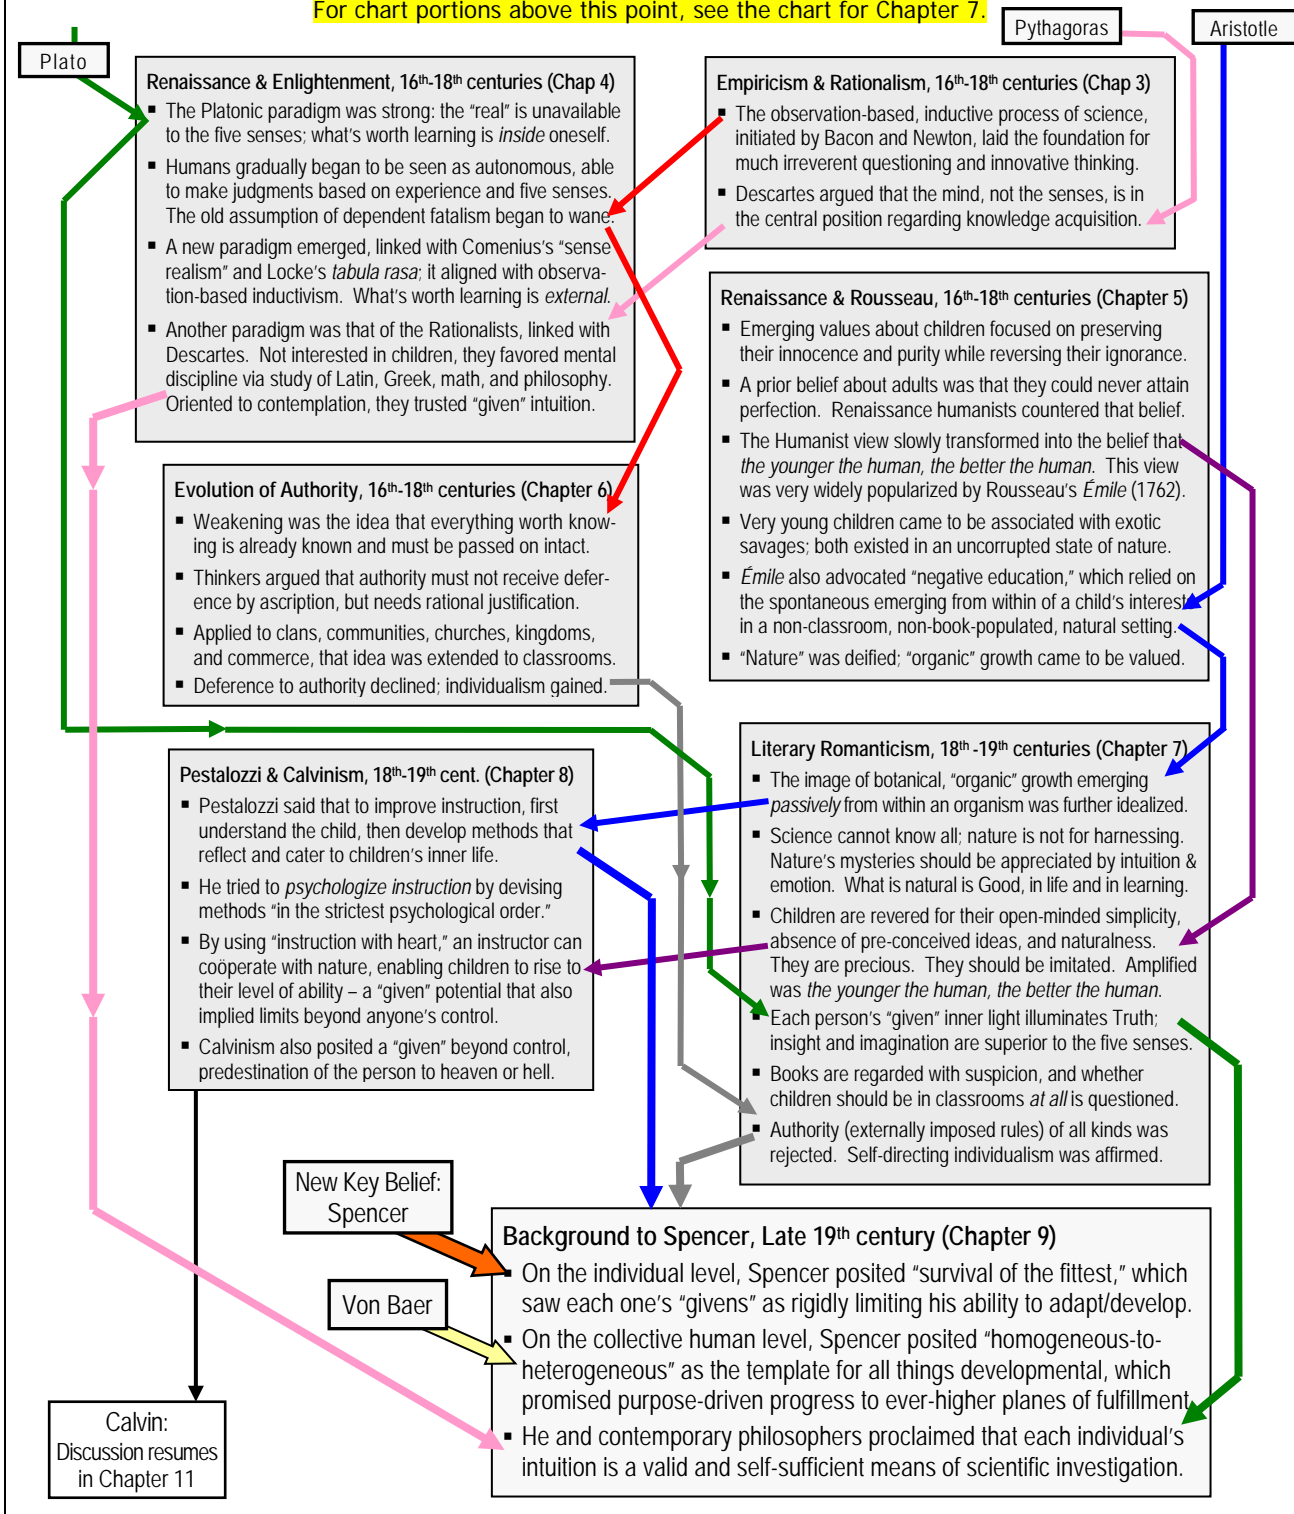 For chart portions above this point, see the chart for Chapter 7.
Plato
Pythagoras
Aristotle
Renaissance & Enlightenment, 16th-18th centuries (Chap 4)
▪ The Platonic paradigm was strong: the “real” is unavailable
to the five senses; what’s worth learning is inside oneself.
▪ Humans gradually began to be seen as autonomous, able
to make judgments based on experience and five senses.
The old assumption of dependent fatalism began to wane.
▪ A new paradigm emerged, linked with Comenius’s “sense
realism” and Locke’s tabula rasa; it aligned with observa-
tion-based inductivism. What’s worth learning is external.
▪ Another paradigm was that of the Rationalists, linked with
Descartes. Not interested in children, they favored mental
discipline via study of Latin, Greek, math, and philosophy.
Oriented to contemplation, they trusted “given” intuition.
Empiricism & Rationalism, 16th-18th centuries (Chap 3)
▪ The observation-based, inductive process of science,
initiated by Bacon and Newton, laid the foundation for
much irreverent questioning and innovative thinking.
▪ Descartes argued that the mind, not the senses, is in
the central position regarding knowledge acquisition.
Renaissance & Rousseau, 16th-18th centuries (Chapter 5)
▪ Emerging values about children focused on preserving
their innocence and purity while reversing their ignorance.
▪ A prior belief about adults was that they could never attain
perfection. Renaissance humanists countered that belief.
▪ The Humanist view slowly transformed into the belief that
the younger the human, the better the human. This view
was very widely popularized by Rousseau’s Émile (1762).
▪ Very young children came to be associated with exotic
savages; both existed in an uncorrupted state of nature.
▪ Émile also advocated “negative education,” which relied on
the spontaneous emerging from within of a child’s interests
in a non-classroom, non-book-populated, natural setting.
▪ “Nature” was deified; “organic” growth came to be valued.
Evolution of Authority, 16th-18th centuries (Chapter 6)
▪ Weakening was the idea that everything worth know-
ing is already known and must be passed on intact.
▪ Thinkers argued that authority must not receive defer-
ence by ascription, but needs rational justification.
▪ Applied to clans, communities, churches, kingdoms,
and commerce, that idea was extended to classrooms.
▪ Deference to authority declined; individualism gained.
Pestalozzi & Calvinism, 18th-19th cent. (Chapter 8)
▪ Pestalozzi said that to improve instruction, first
understand the child, then develop methods that
reflect and cater to children’s inner life.
▪ He tried to psychologize instruction by devising
methods “in the strictest psychological order.”
▪ By using “instruction with heart,” an instructor can
coöperate with nature, enabling children to rise to
their level of ability – a “given” potential that also
implied limits beyond anyone’s control.
▪ Calvinism also posited a “given” beyond control,
predestination of the person to heaven or hell.
Literary Romanticism, 18th -19th centuries (Chapter 7)
▪ The image of botanical, “organic” growth emerging
passively from within an organism was further idealized.
▪ Science cannot know all; nature is not for harnessing.
Nature’s mysteries should be appreciated by intuition &
emotion. What is natural is Good, in life and in learning.
▪ Children are revered for their open-minded simplicity,
absence of pre-conceived ideas, and naturalness.
They are precious. They should be imitated. Amplified
was the younger the human, the better the human.
▪ Each person’s “given” inner light illuminates Truth;
insight and imagination are superior to the five senses.
▪ Books are regarded with suspicion, and whether
children should be in classrooms at all is questioned.
▪ Authority (externally imposed rules) of all kinds was
rejected. Self-directing individualism was affirmed.
New Key Belief:
Spencer
Von Baer
Background to Spencer, Late 19th century (Chapter 9)
▪ On the individual level, Spencer posited “survival of the fittest,” which
saw each one’s “givens” as rigidly limiting his ability to adapt/develop.
▪ On the collective human level, Spencer posited “homogeneous-to-
heterogeneous” as the template for all things developmental, which
promised purpose-driven progress to ever-higher planes of fulfillment
▪ He and contemporary philosophers proclaimed that each individual’s
intuition is a valid and self-sufficient means of scientific investigation.
Calvin:
Discussion resumes
in Chapter 11